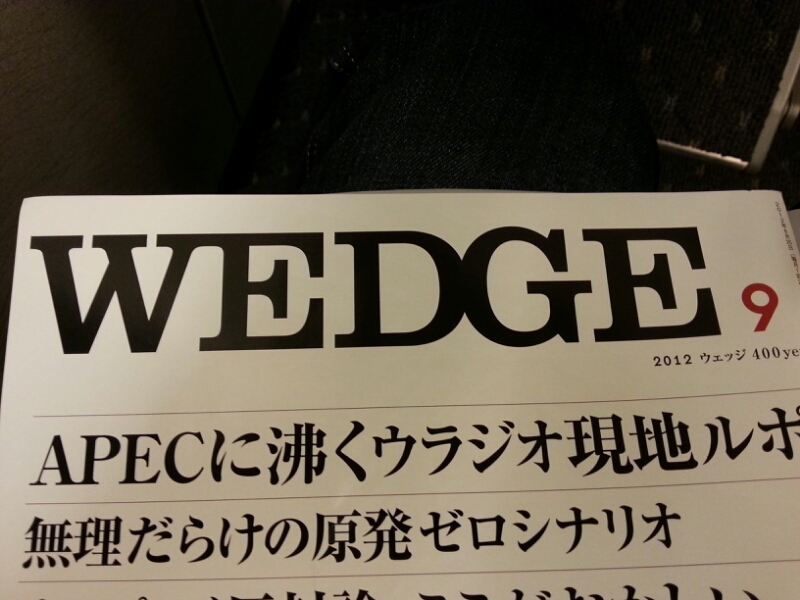 WEDGE
9
2012 ウェッジ 400ye
APECに沸くウラジオ現地ルポ
無理だらけの原発ゼロシナリオ